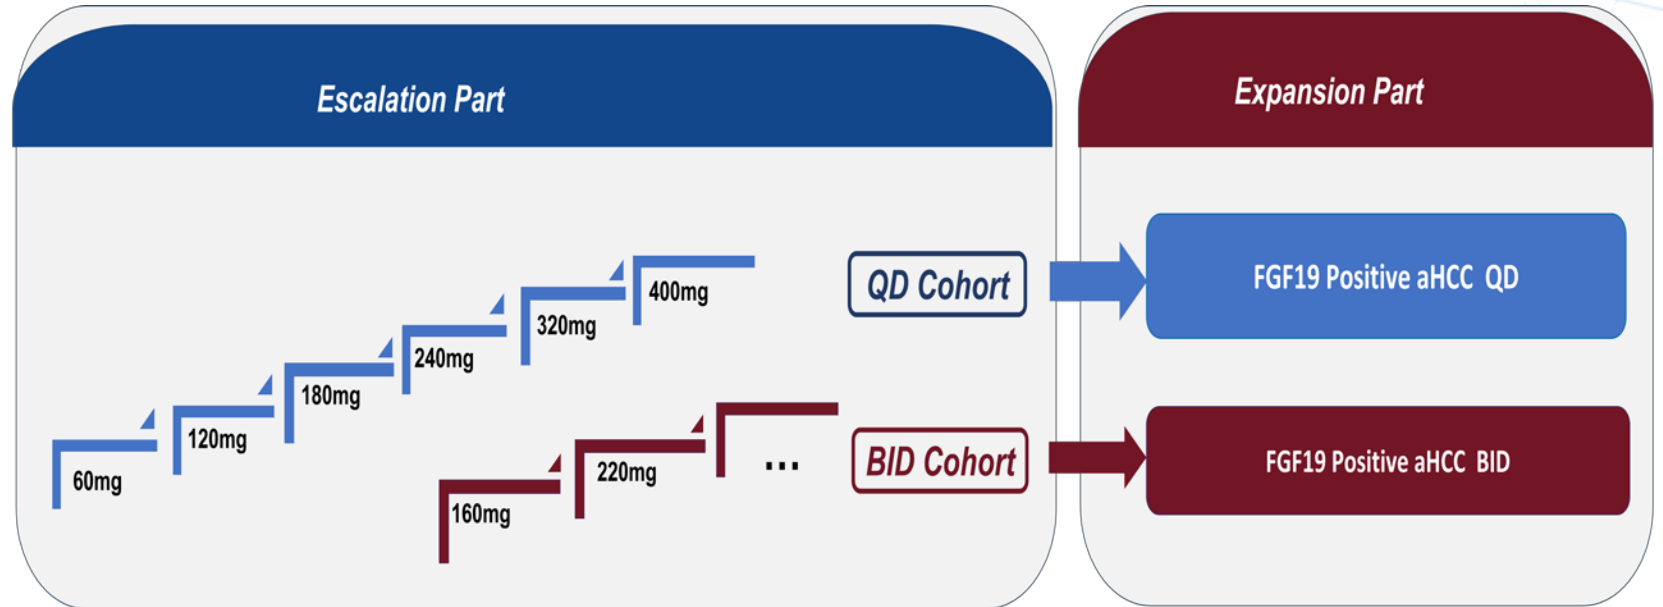 Escalation Part
Expansion Part
60mg
120mg
180mg
240mg
320mg
400mg
QD Cohort
FGF19 Positive aHCC QD
160mg
220mg
...
BID Cohort
FGF19 Positive aHCC BID